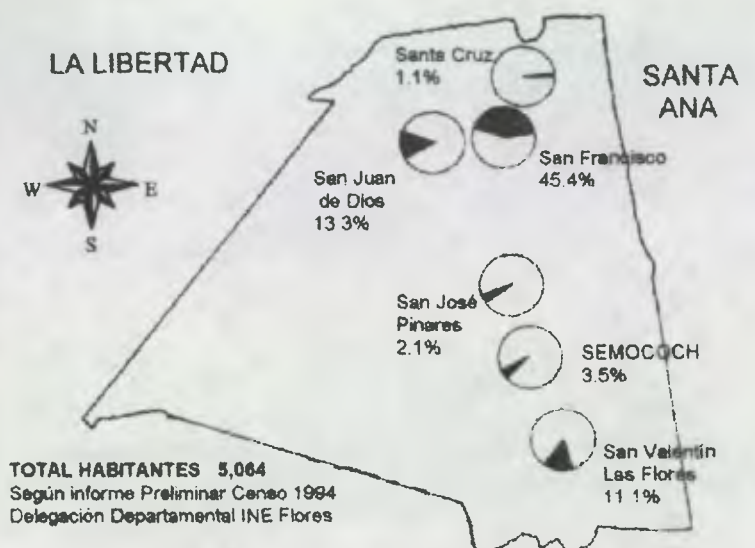 LA LIBERTAD
SANTA
ANA
N
W
E
S
Santa Cruz
1.1%
San Juan
de Dios
13.3%
San Francisco
45.4%
San José
Pinares
2.1%
SEMOCOCH
3.5%
San Valentín
Las Flores
11.1%
TOTAL HABITANTES 5,064
Según informe Preliminar Censo 1994
Delegación Departamental INE Flores